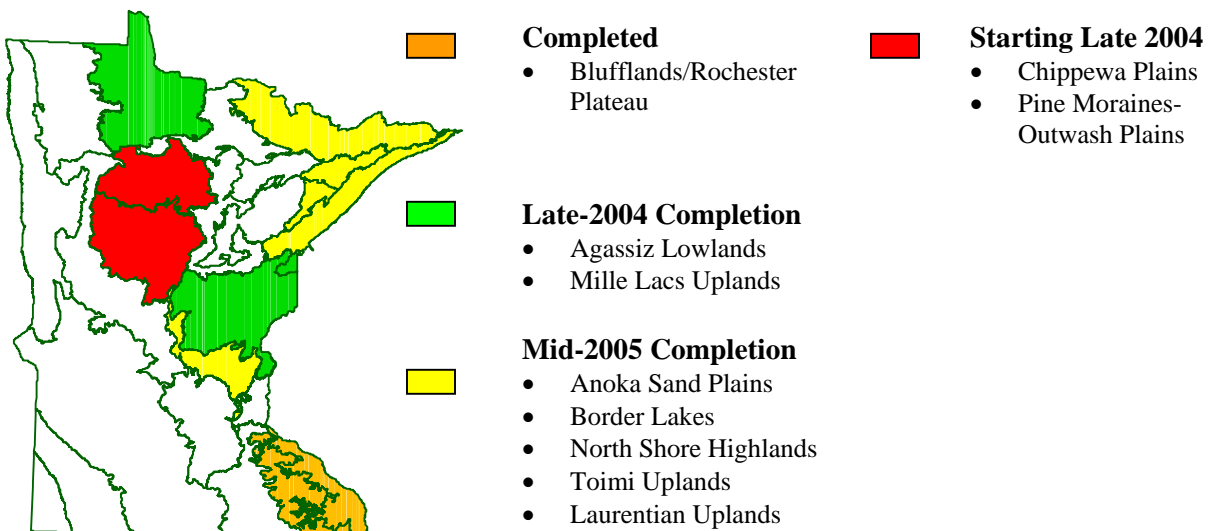 Completed
• Blufflands/Rochester
Plateau
Late-2004 Completion
• Agassiz Lowlands
• Mille Lacs Uplands
Mid-2005 Completion
• Anoka Sand Plains
• Border Lakes
• North Shore Highlands
• Toimi Uplands
• Laurentian Uplands
Starting Late 2004
• Chippewa Plains
• Pine Moraines-
Outwash Plains